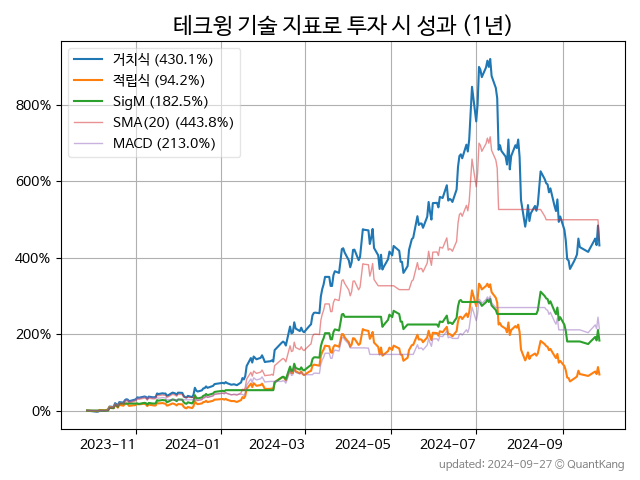 테크윙 기술 지표로 투자 시 성과 (1년)
거치식 (430.1%)
적립식 (94.2%)
SigM (182.5%)
SMA(20) (443.8%)
MACD (213.0%)
800%
600%
400%
200%
0%
2023-11 2024-01 2024-03 2024-05 2024-07 2024-09
updated: 2024-09-27 © QuantKang